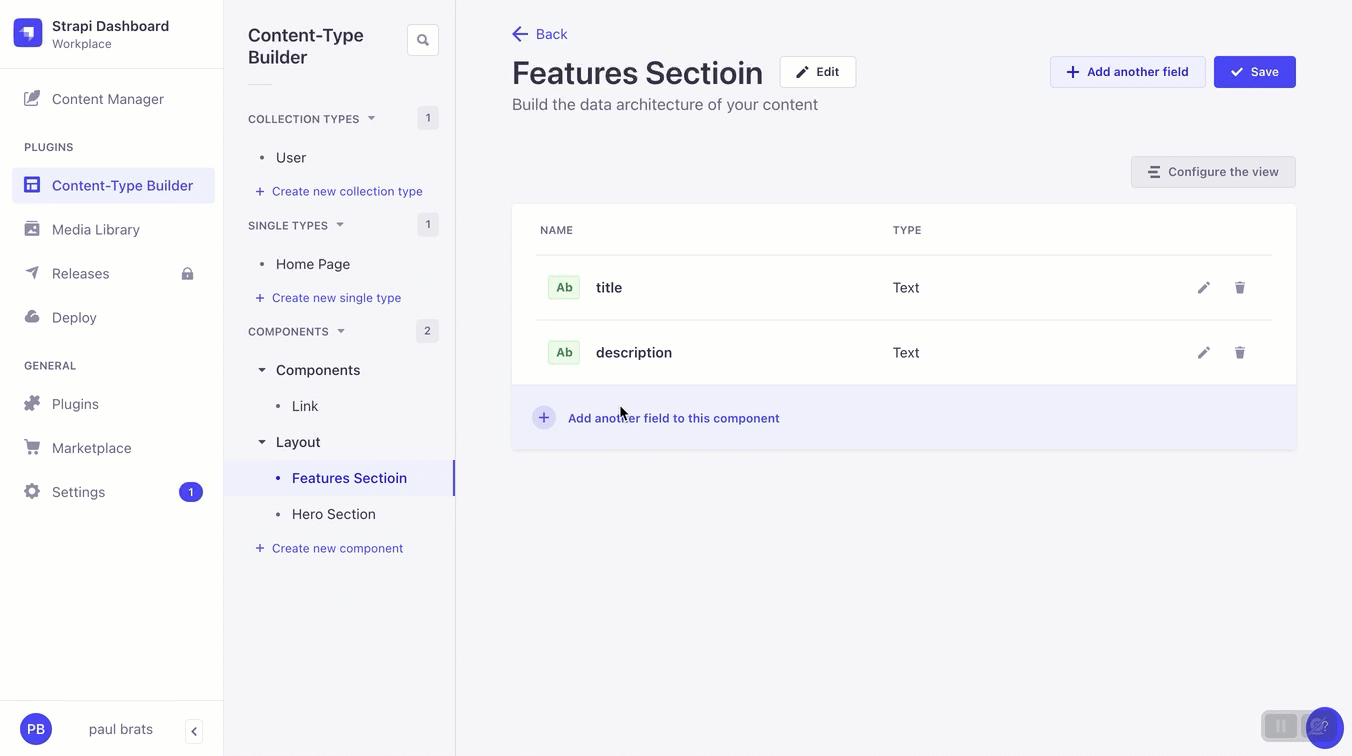 Strapi Dashboard
Workplace
Content Manager
PLUGINS
Content-Type Builder
Media Library
Releases
Deploy
GENERAL
Plugins
Marketplace
Settings
1
PB
paul brats
Content-Type
Builder
COLLECTION TYPES
1
User
+ Create new collection type
SINGLE TYPES
1
Home Page
+ Create new single type
COMPONENTS
2
Components
Link
Layout
Features Sectioin
Hero Section
+ Create new component
Back
Features Sectioin
Edit
Add another field
Save
Build the data architecture of your content
Configure the view
NAME
TYPE
Ab
title
Text
Ab
description
Text
Add another field to this component
?